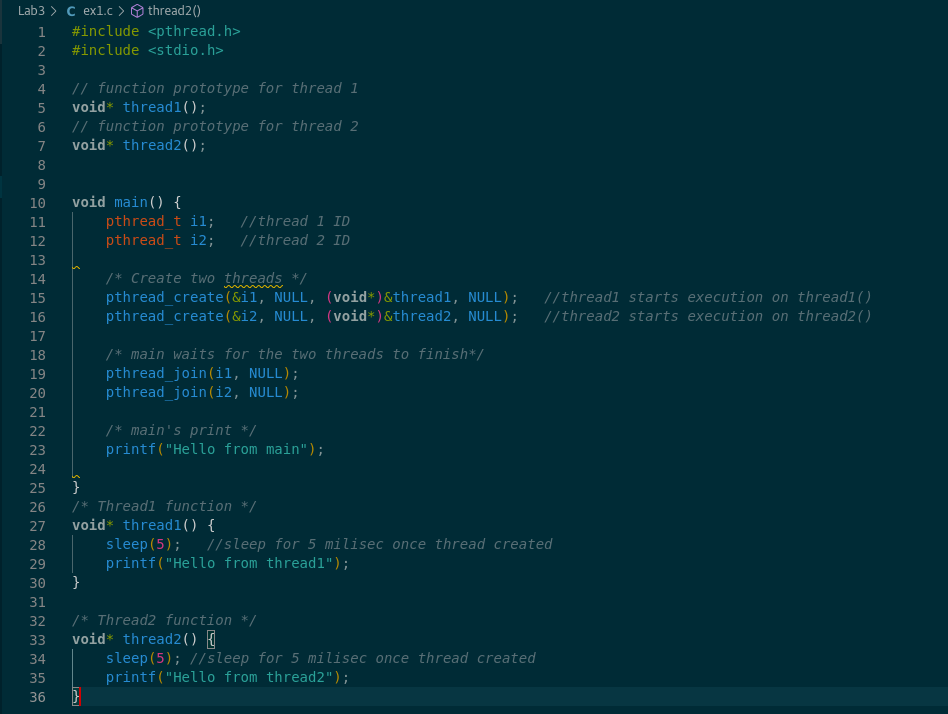 Lab3 > C ex1.c > thread2()
1 #include <pthread.h>
2 #include <stdio.h>
3
4 // function prototype for thread 1
5 void* thread1();
6 // function prototype for thread 2
7 void* thread2();
8
9
10 void main() {
11     pthread_t i1;   //thread 1 ID
12     pthread_t i2;   //thread 2 ID
13
14     /* Create two threads */
15     pthread_create(&i1, NULL, (void*)&thread1, NULL);   //thread1 starts execution on thread1()
16     pthread_create(&i2, NULL, (void*)&thread2, NULL);   //thread2 starts execution on thread2()
17
18     /* main waits for the two threads to finish*/
19     pthread_join(i1, NULL);
20     pthread_join(i2, NULL);
21
22     /* main's print */
23     printf("Hello from main");
24
25 }
26 /* Thread1 function */
27 void* thread1() {
28     sleep(5);   //sleep for 5 milisec once thread created
29     printf("Hello from thread1");
30 }
31
32 /* Thread2 function */
33 void* thread2() {
34     sleep(5); //sleep for 5 milisec once thread created
35     printf("Hello from thread2");
36 }